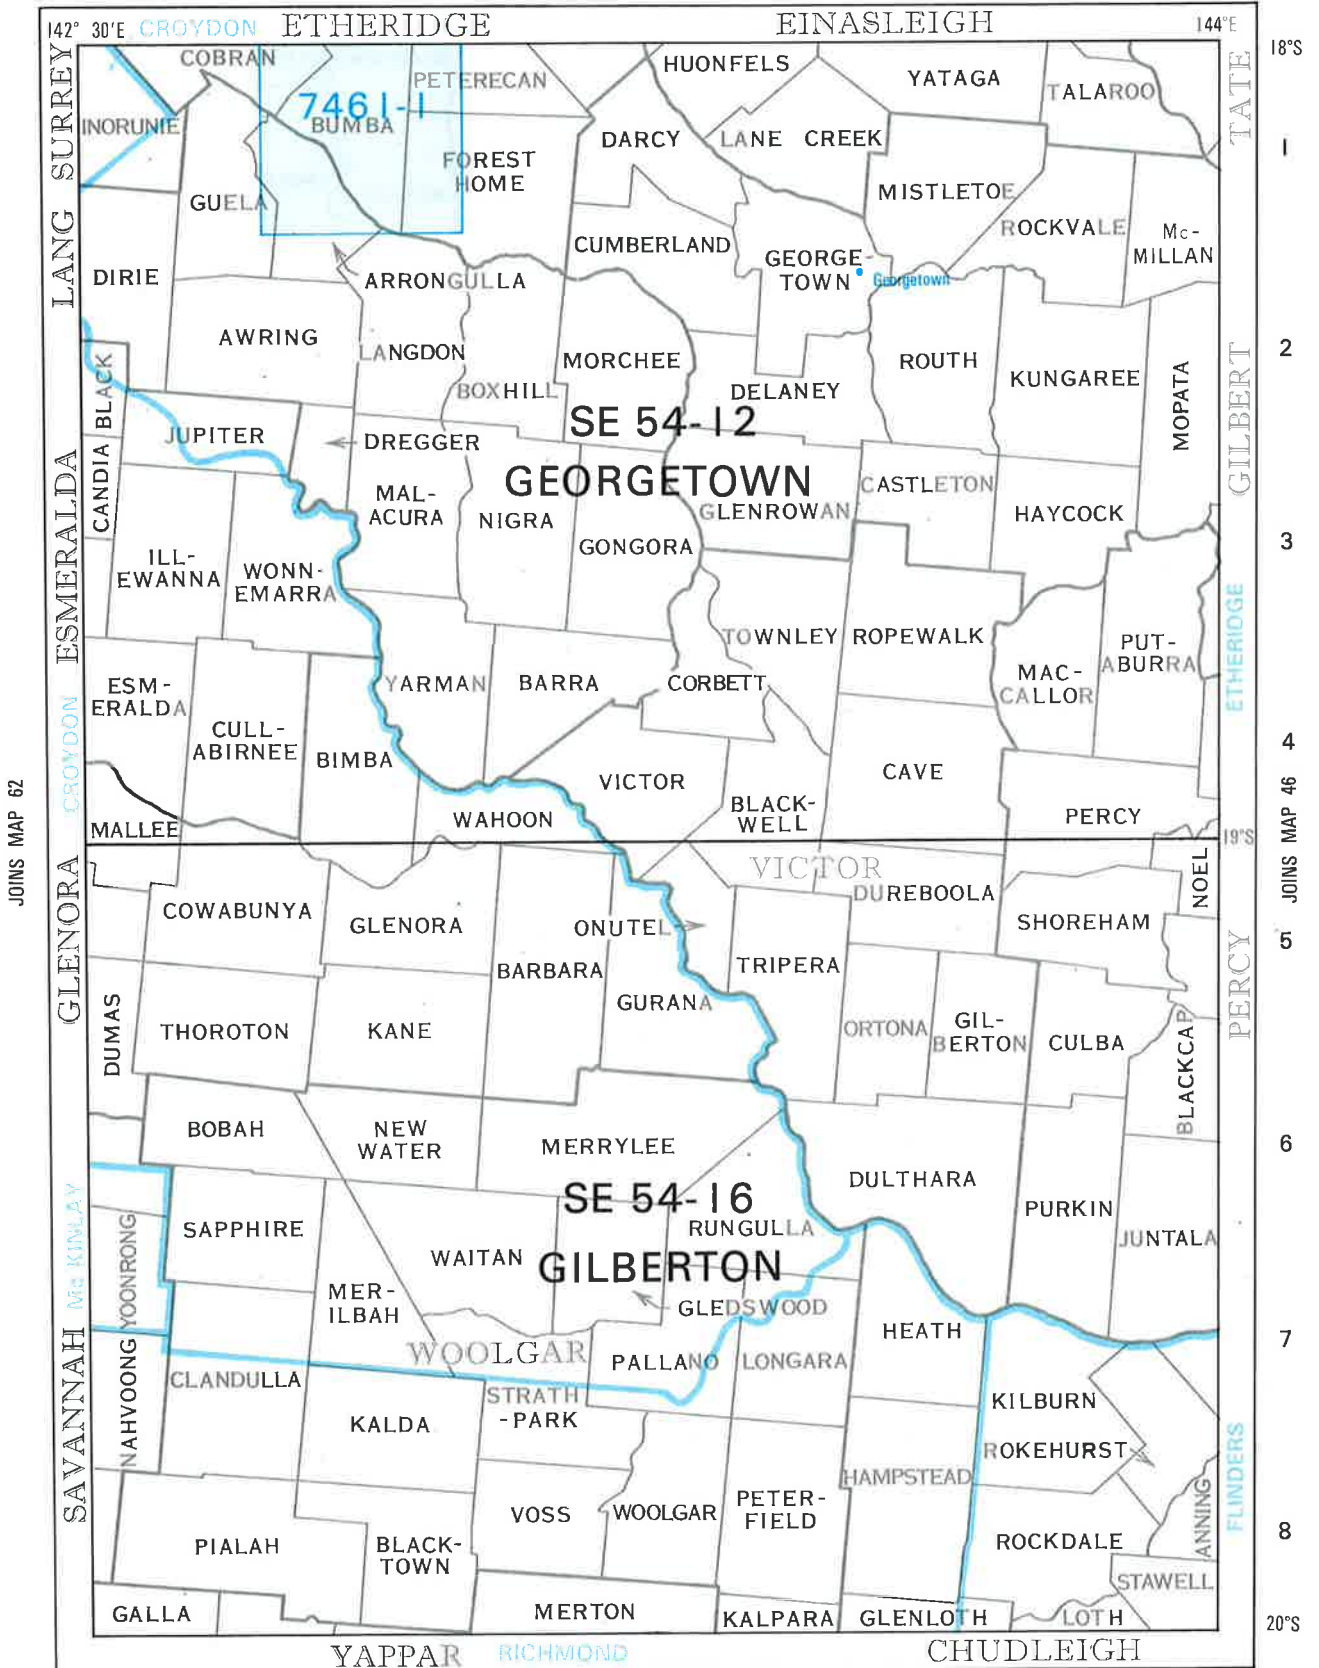 142° 30'E CROYDON ETHERIDGE EINASLEIGH 144°E
18°S
COBRAN
HUONFELS
YATAGA
TALAROO
PETERECAN
7461-1
BUMBA
INORUNIE
DARCY
LANE CREEK
TATE
LANG SURREY
1
FOREST
HOME
MISTLETOE
GUELA
ROCKVALE
Mc-
MILLAN
CUMBERLAND
GEORGE-
TOWN
Georgetown
DIRIE
ARRONGULLA
AWRING
LANGDON
MORCHEE
ROUTH
2
BLACK
BOXHILL
DELANEY
KUNGAREE
MOPATA
GILBERT
SE 54-12
JUPITER
DREGGER
GEORGETOWN
CANDIA
MAL-
ACURA
NIGRA
GLENROWAN
CASTLETON
HAYCOCK
GONGORA
3
ESMERALDA
ILL-
EWANNA
WONN-
EMARRA
TOWNLEY
ROPEWALK
PUT-
ABURRA
ETHERIDGE
ESM-
ERALDA
YARMAN
BARRA
CORBETT
MAC-
CALLOR
CROYDON
CULL-
ABIRNEE
BIMBA
4
VICTOR
CAVE
JOINS MAP 62
JOINS MAP 46
MALLEE
WAHOON
BLACK-
WELL
PERCY
19°S
GLENORA
VICTOR
NOEL
DUREBOOLA
COWABUNYA
GLENORA
ONUTEL
SHOREHAM
5
BARBARA
TRIPERA
PERCY
DUMAS
THOROTON
KANE
GURANA
ORTONA
GIL-
BERTON
CULBA
BLACKCAP
BOBAH
NEW
WATER
MERRYLEE
6
DULTHARA
SE 54-16
Mc KINLAY
YOONRONG
SAPPHIRE
RUNGULLA
PURKIN
JUNTALA
WAITAN
GILBERTON
MER-
ILBAH
GLEDSWOOD
HEATH
7
SAVANNAH
NAHVOONG
WOOLGAR
PALLANO
LONGARA
CLANDULLA
STRATH
-PARK
KALDA
KILBURN
ROKEHURST
FLINDERS
HAMPSTEAD
VOSS
WOOLGAR
PETER-
FIELD
ANNING
8
PIALAH
BLACK-
TOWN
ROCKDALE
STAWELL
GALLA
MERTON
KALPARA
GLENLOTH
LOTH
20°S
YAPPAR RICHMOND CHUDLEIGH